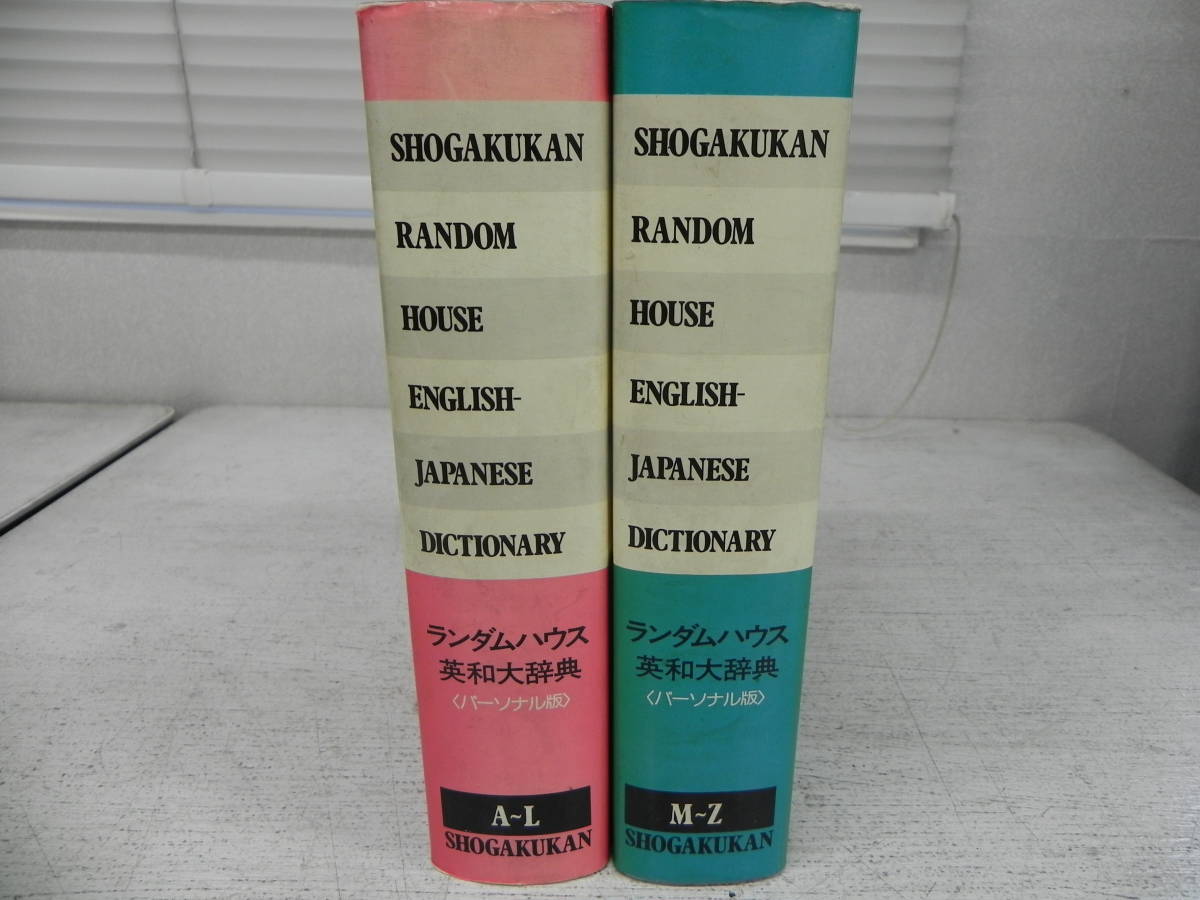 SHOGAKUKAN
RANDOM
HOUSE
ENGLISH-
JAPANESE
DICTIONARY
ランダムハウス
英和大辞典
〈パーソナル版〉
A~L
SHOGAKUKAN
SHOGAKUKAN
RANDOM
HOUSE
ENGLISH-
JAPANESE
DICTIONARY
ランダムハウス
英和大辞典
〈パーソナル版〉
M~Z
SHOGAKUKAN